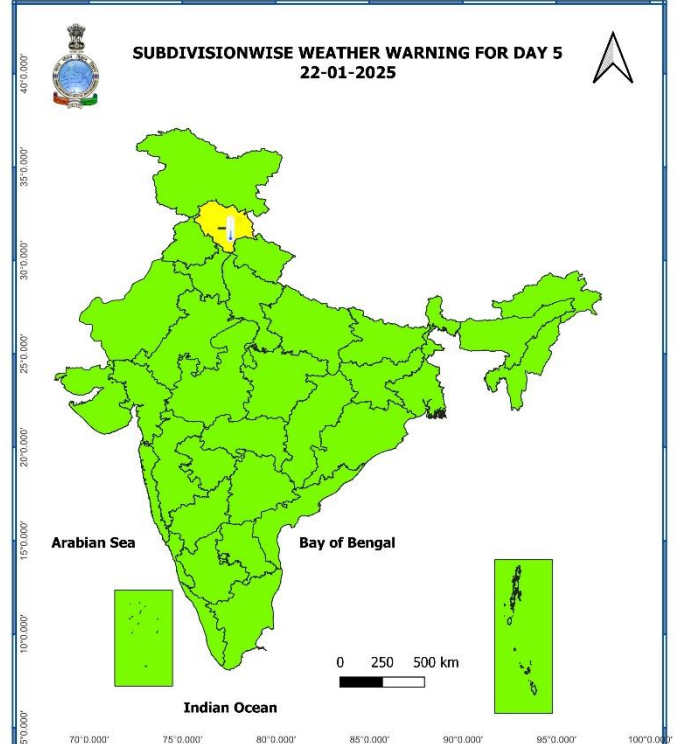 SUBDIVISIONWISE WEATHER WARNING FOR DAY 5
22-01-2025
40°0.000'
35°0.000'
30°0.000'
25°0.000'
20°0.000'
15°0.000'
10°0.000'
5°0.000'
Arabian Sea
Bay of Bengal
0 250 500 km
Indian Ocean
70°0.000' 75°0.000' 80°0.000' 85°0.000' 90°0.000' 95°0.000' 100°0.000'